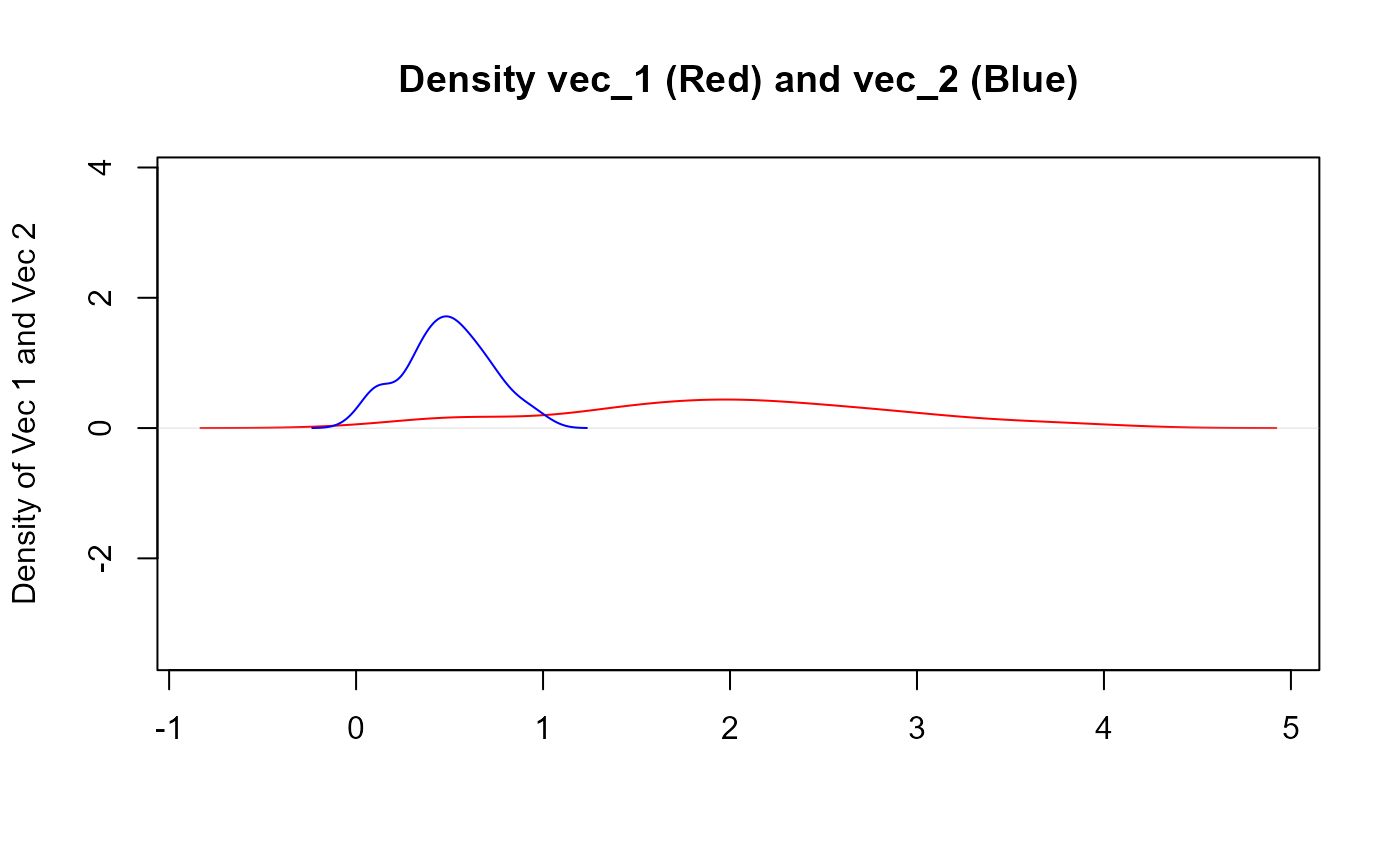 Density vec_1 (Red) and vec_2 (Blue)
Density of Vec 1 and Vec 2
4
2
0
-2
-1 0 1 2 3 4 5